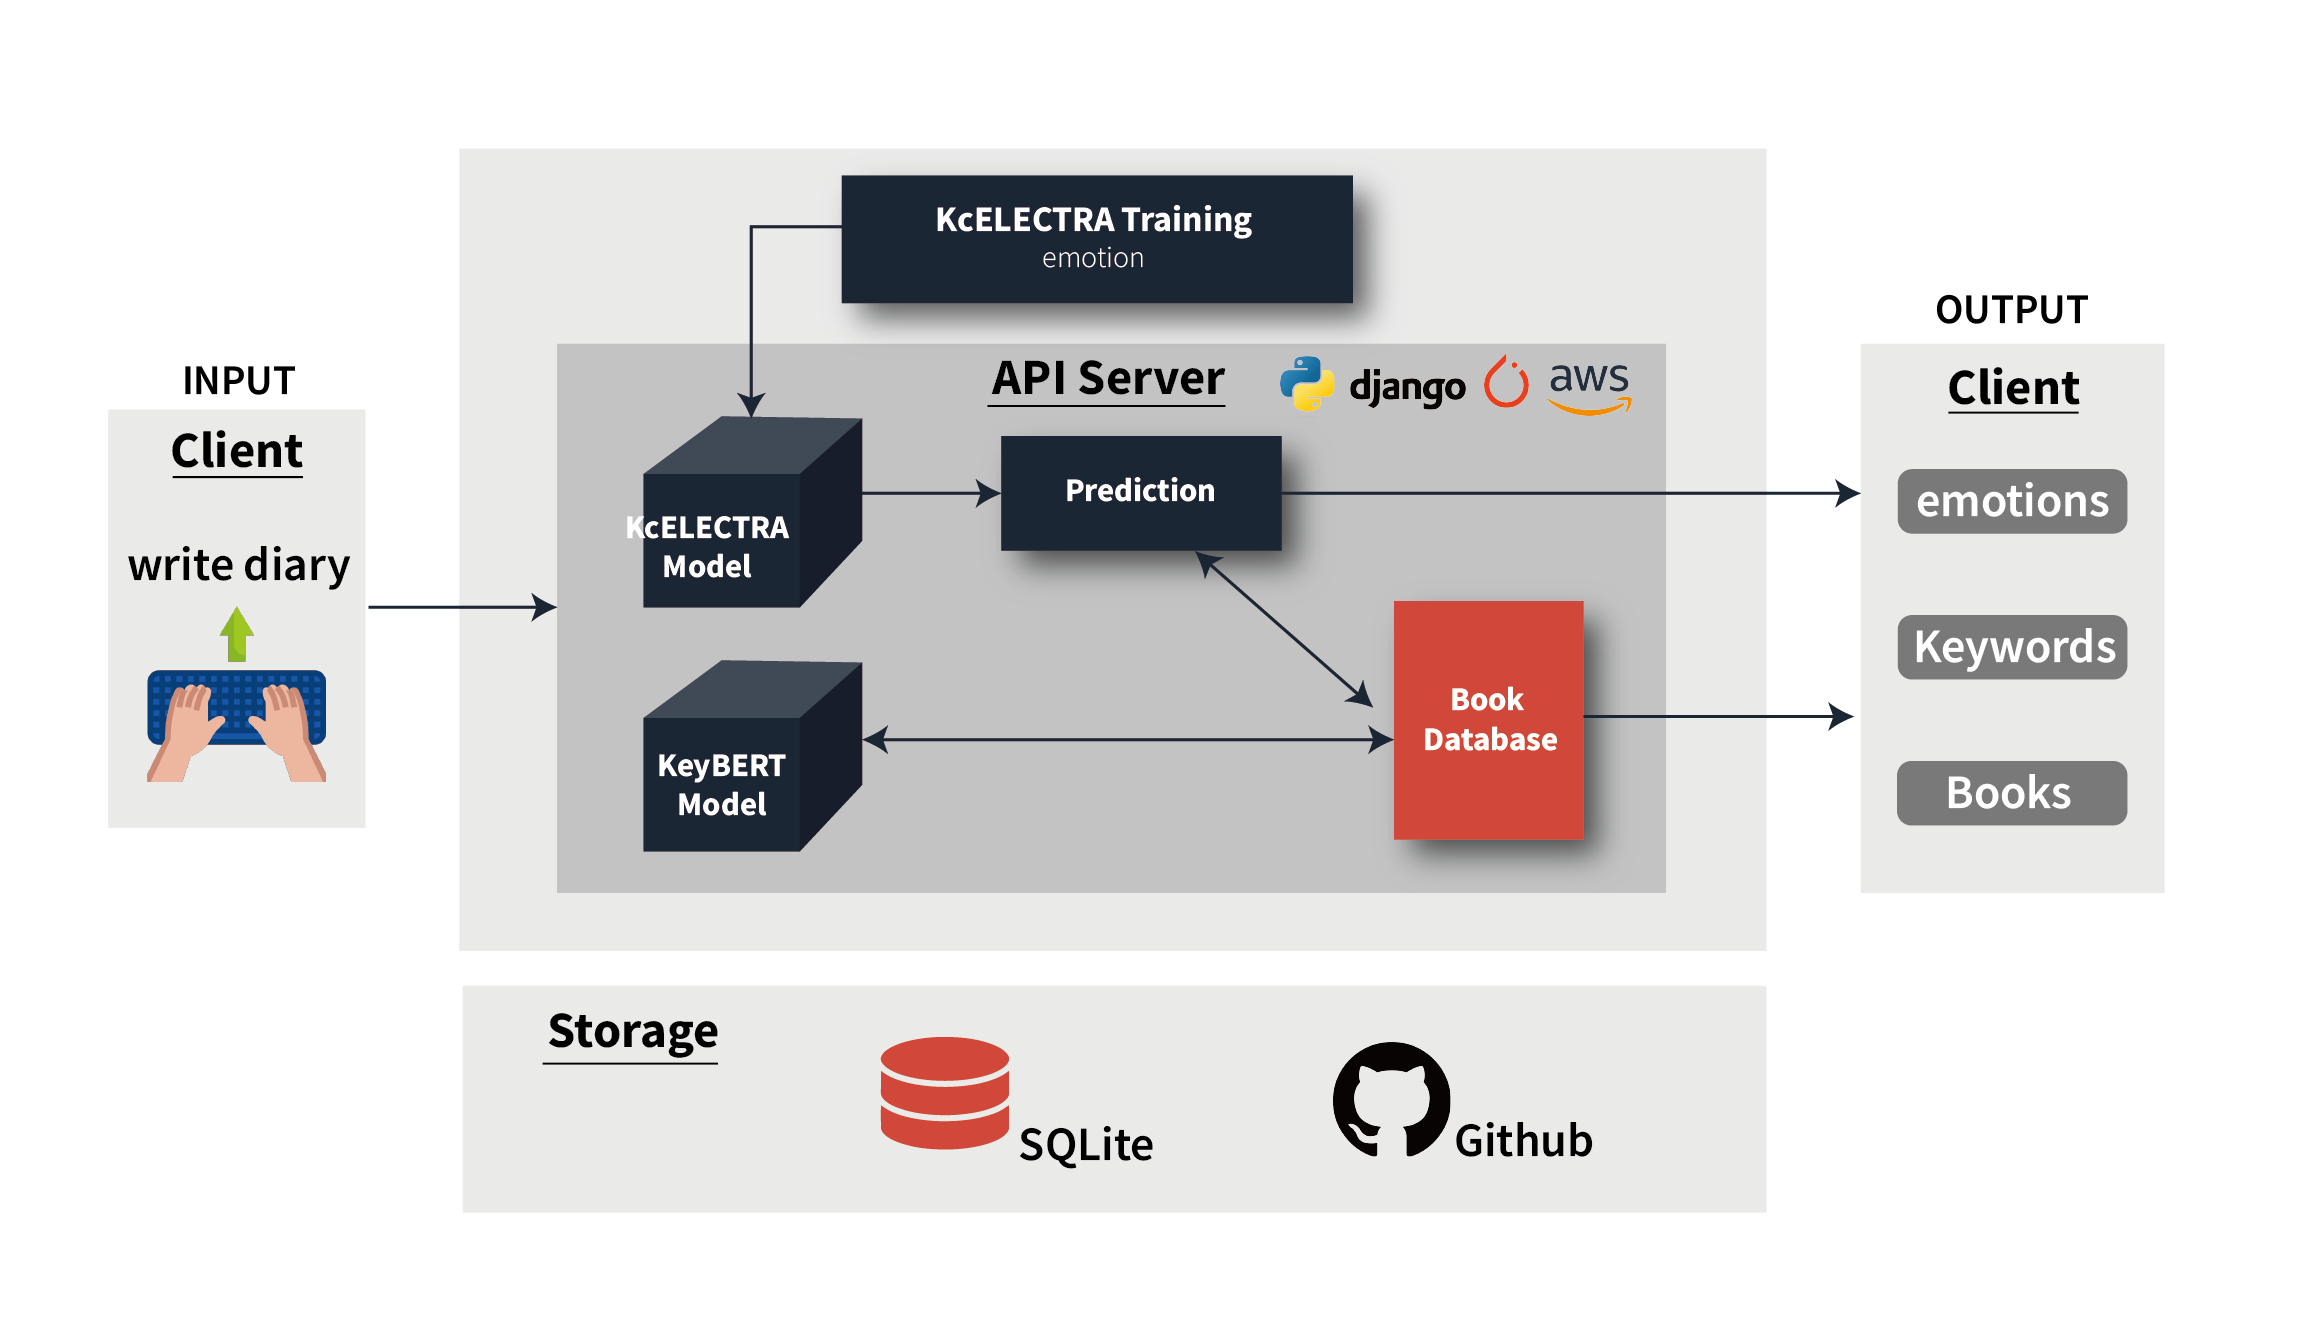 INPUT
Client
write diary
KcELECTRA Training
emotion
API Server
django
aws
KcELECTRA
Model
Prediction
KeyBERT
Model
Book
Database
OUTPUT
Client
emotions
Keywords
Books
Storage
SQLite
Github